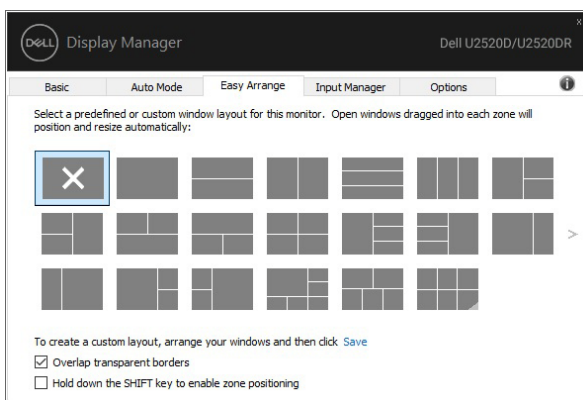 DELL Display Manager Dell U2520D/U2520DR
Basic Auto Mode Easy Arrange Input Manager Options
Select a predefined or custom window layout for this monitor. Open windows dragged into each zone will
position and resize automatically:
To create a custom layout, arrange your windows and then click Save
Overlap transparent borders
Hold down the SHIFT key to enable zone positioning